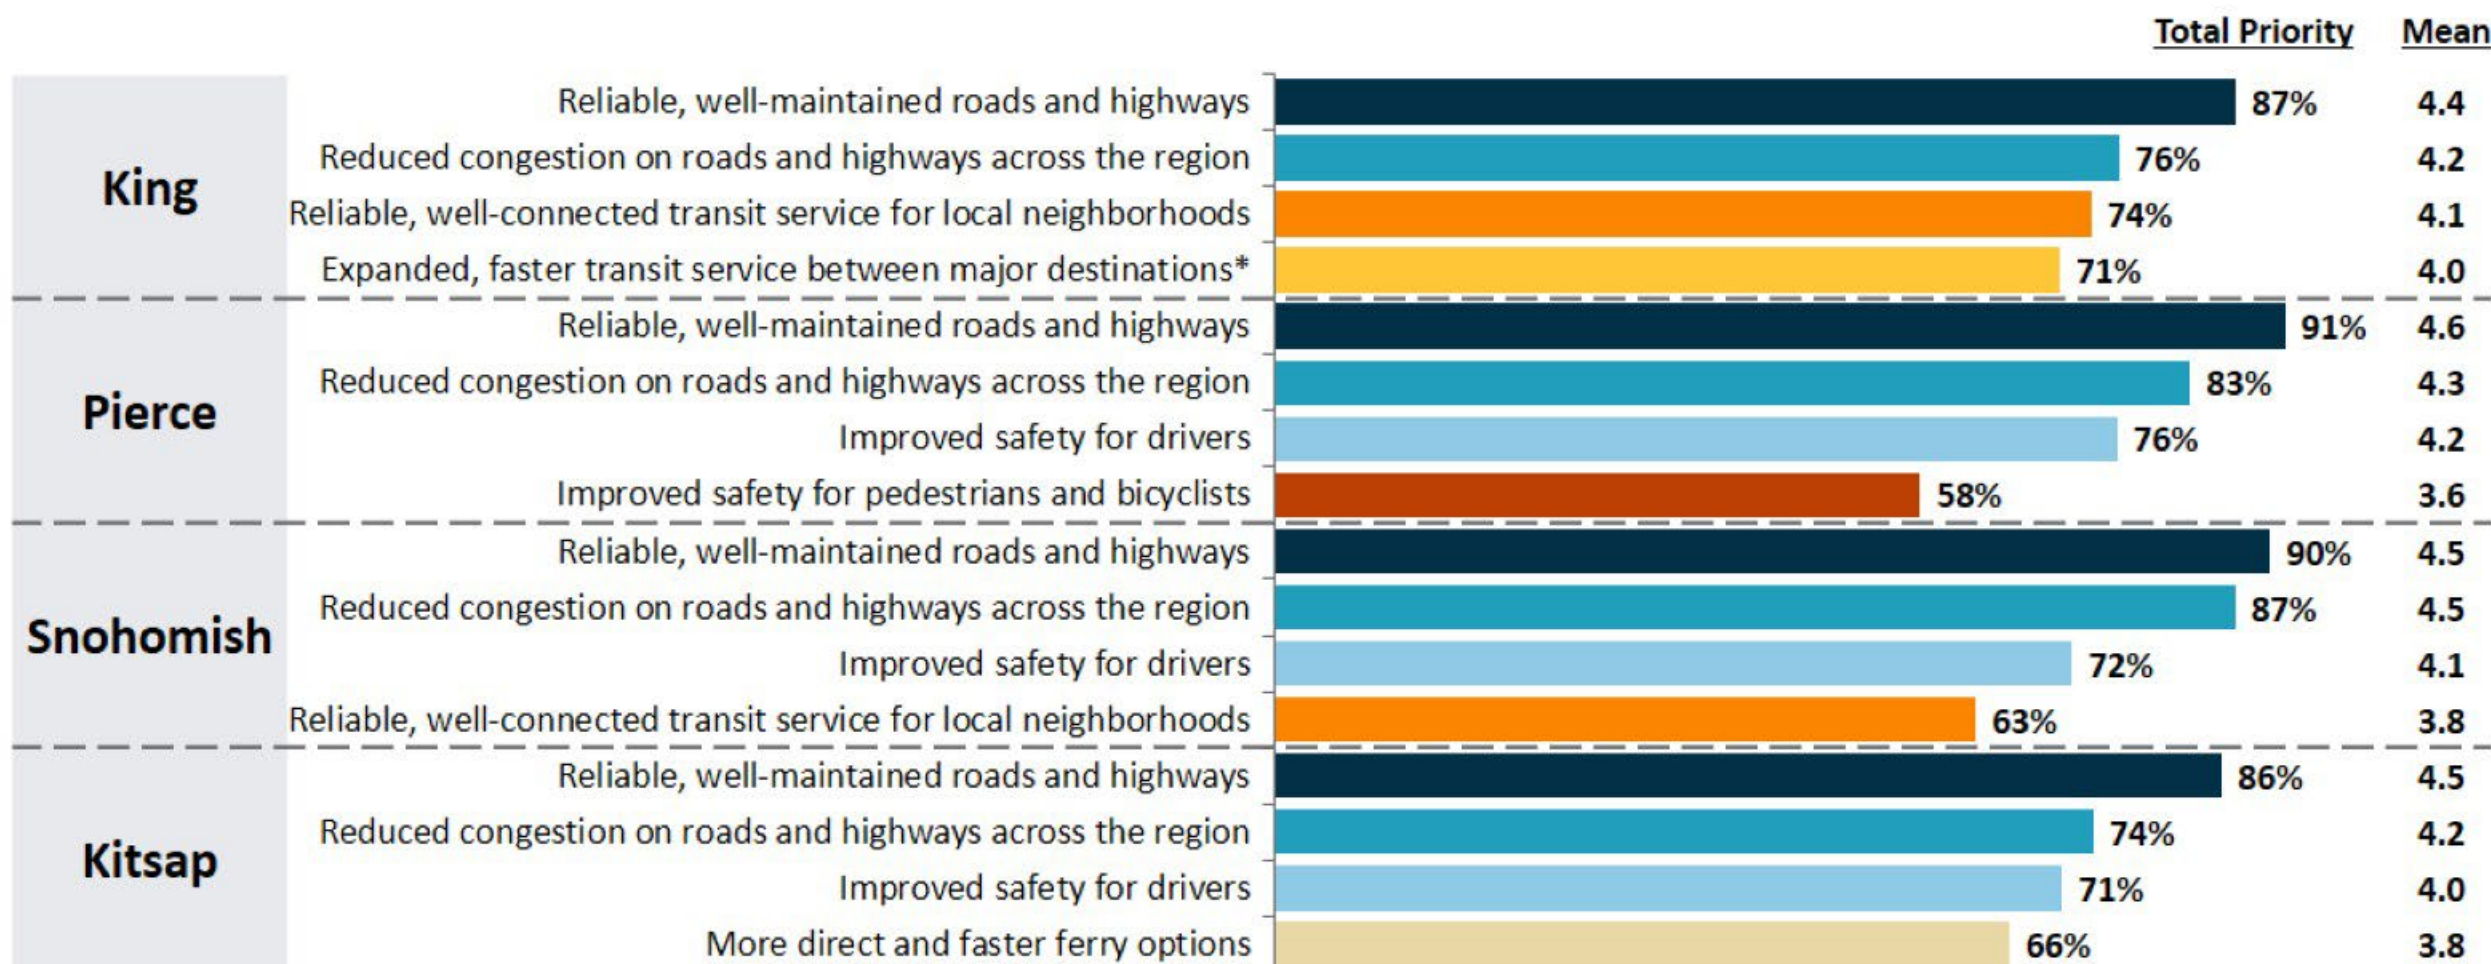 Total Priority Mean
King
Reliable, well-maintained roads and highways 87% 4.4
Reduced congestion on roads and highways across the region 76% 4.2
Reliable, well-connected transit service for local neighborhoods 74% 4.1
Expanded, faster transit service between major destinations* 71% 4.0
Pierce
Reliable, well-maintained roads and highways 91% 4.6
Reduced congestion on roads and highways across the region 83% 4.3
Improved safety for drivers 76% 4.2
Improved safety for pedestrians and bicyclists 58% 3.6
Snohomish
Reliable, well-maintained roads and highways 90% 4.5
Reduced congestion on roads and highways across the region 87% 4.5
Improved safety for drivers 72% 4.1
Reliable, well-connected transit service for local neighborhoods 63% 3.8
Kitsap
Reliable, well-maintained roads and highways 86% 4.5
Reduced congestion on roads and highways across the region 74% 4.2
Improved safety for drivers 71% 4.0
More direct and faster ferry options 66% 3.8